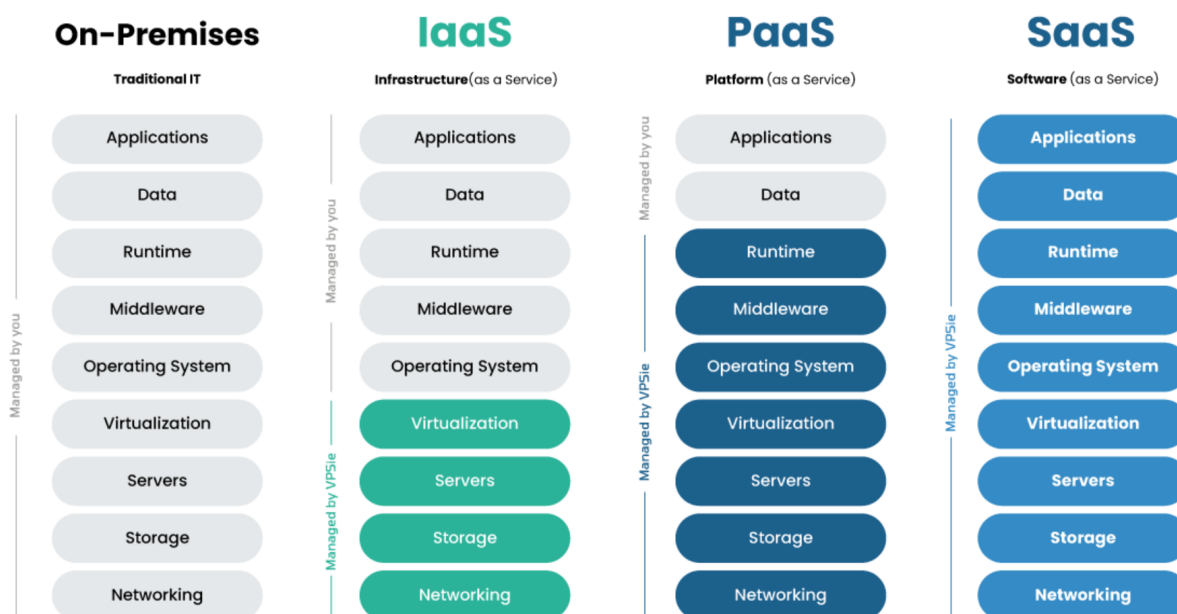 On-Premises
Traditional IT
Managed by you
Applications
Data
Runtime
Middleware
Operating System
Virtualization
Servers
Storage
Networking
IaaS
Infrastructure(as a Service)
Managed by you
Managed by VPSie
Applications
Data
Runtime
Middleware
Operating System
Virtualization
Servers
Storage
Networking
PaaS
Platform (as a Service)
Managed by you
Managed by VPSie
Applications
Data
Runtime
Middleware
Operating System
Virtualization
Servers
Storage
Networking
SaaS
Software (as a Service)
Managed by VPSie
Applications
Data
Runtime
Middleware
Operating System
Virtualization
Servers
Storage
Networking